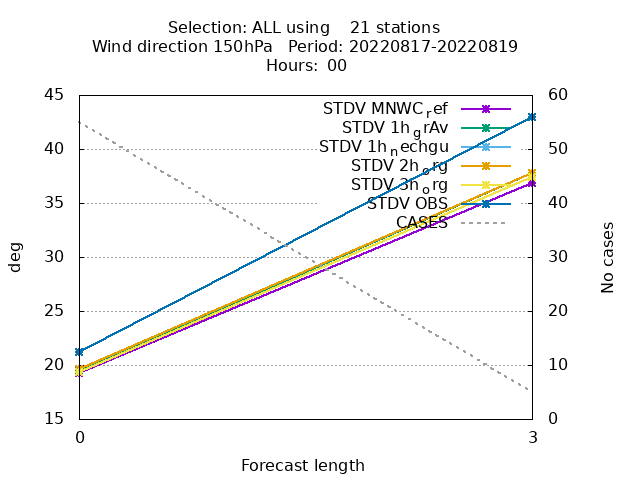 Selection: ALL using    21 stations
Wind direction 150hPa   Period: 20220817-20220819
Hours: 00
45
40
35
30
25
20
15
deg
60
50
40
30
20
10
0
No cases
STDV MNWC_ref
STDV 1h_grAv
STDV 1h_nechgu
STDV 2h_org
STDV 3h_org
STDV OBS
CASES
0
3
Forecast length